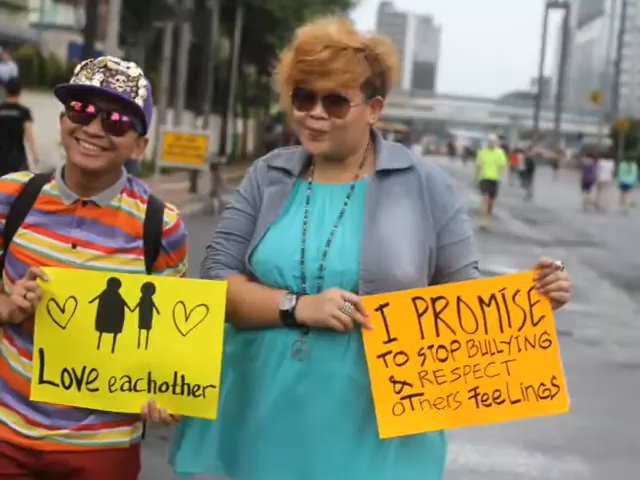 Love eachother
I PROMISE
TO STOP BULLYING
& RESPECT
OTHers FeeLINGS